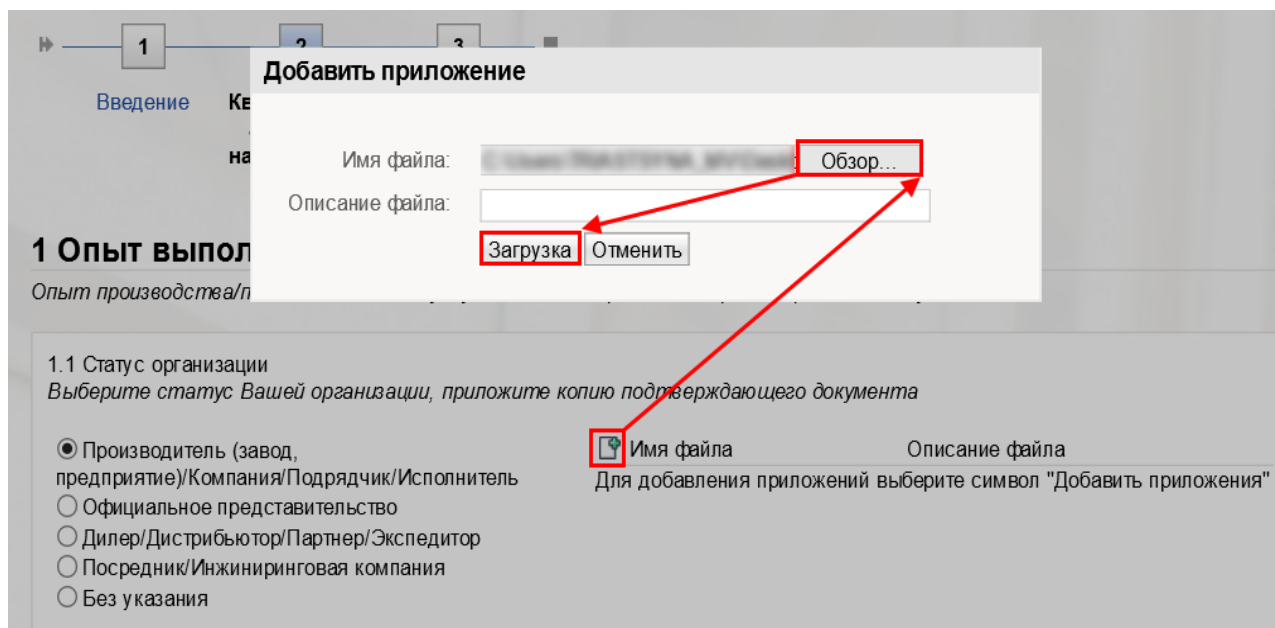 1
2
3
Добавить приложение
Введение
Кв
на
Имя файла:
Обзор...
Описание файла:
Загрузка
Отменить
1 Опыт выпол
Опыт производства/п
1.1 Статус организации
Выберите статус Вашей организации, приложите копию подтверждающего документа
Производитель (завод,
предприятие)/Компания/Подрядчик/Исполнитель
Официальное представительство
Дилер/Дистрибьютор/Партнер/Экспедитор
Посредник/Инжиниринговая компания
Без указания
Имя файла
Описание файла
Для добавления приложений выберите символ "Добавить приложения"